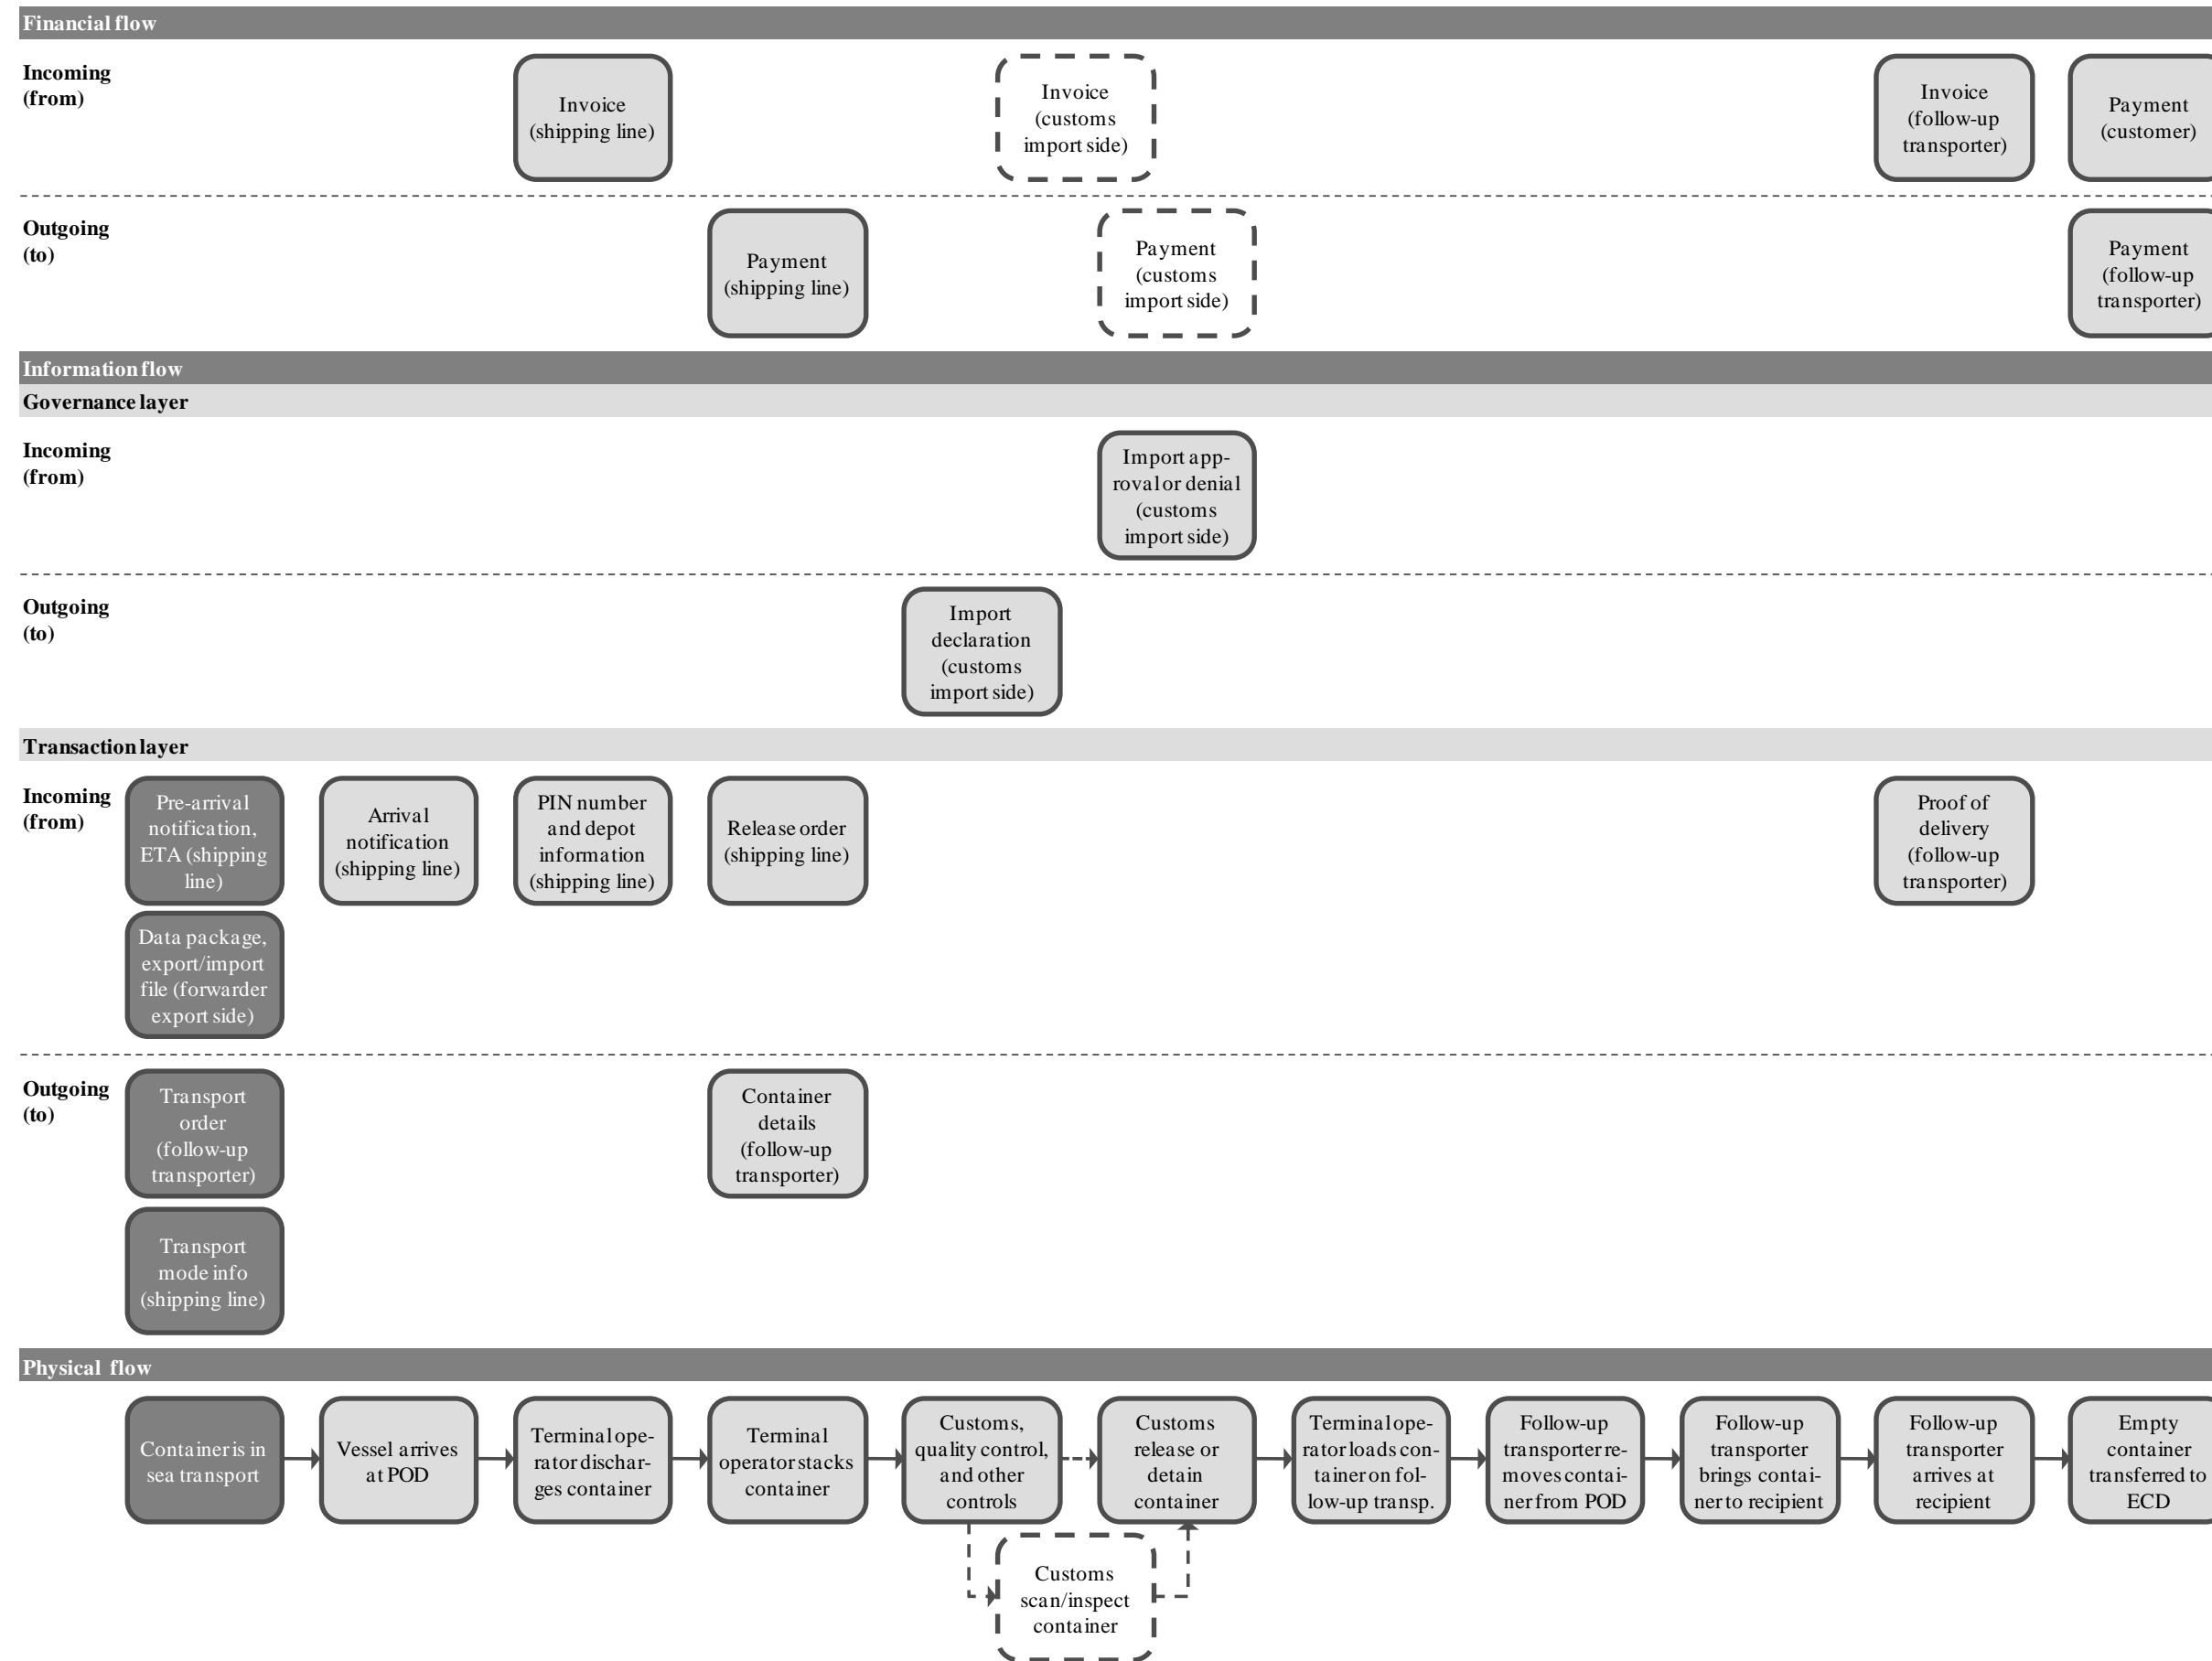 Financial flow
Incoming
(from)
Invoice
(shipping line)
Invoice
(customs
import side)
Invoice
(follow-up
transporter)
Payment
(customer)
Outgoing
(to)
Payment
(shipping line)
Payment
(customs
import side)
Payment
(follow-up
transporter)
Information flow
Governance layer
Incoming
(from)
Import app-
roval or denial
(customs
import side)
Outgoing
(to)
Import
declaration
(customs
import side)
Transaction layer
Incoming
(from)
Pre-arrival
notification,
ETA (shipping
line)
Arrival
notification
(shipping line)
PIN number
and depot
information
(shipping line)
Release order
(shipping line)
Proof of
delivery
(follow-up
transporter)
Data package,
export/import
file (forwarder
export side)
Outgoing
(to)
Transport
order
(follow-up
transporter)
Container
details
(follow-up
transporter)
Transport
mode info
(shipping line)
Physical flow
Container is in
sea transport
Vessel arrives
at POD
Terminal ope-
rator dischar-
ges container
Terminal
operator stacks
container
Customs,
quality control,
and other
controls
Customs
release or
detain
container
Terminal ope-
rator loads con-
tainer on fol-
low-up transp.
Follow-up
transporter re-
moves contai-
ner from POD
Follow-up
transporter
brings contai-
ner to recipient
Follow-up
transporter
arrives at
recipient
Empty
container
transferred to
ECD
Customs
scan/inspect
container